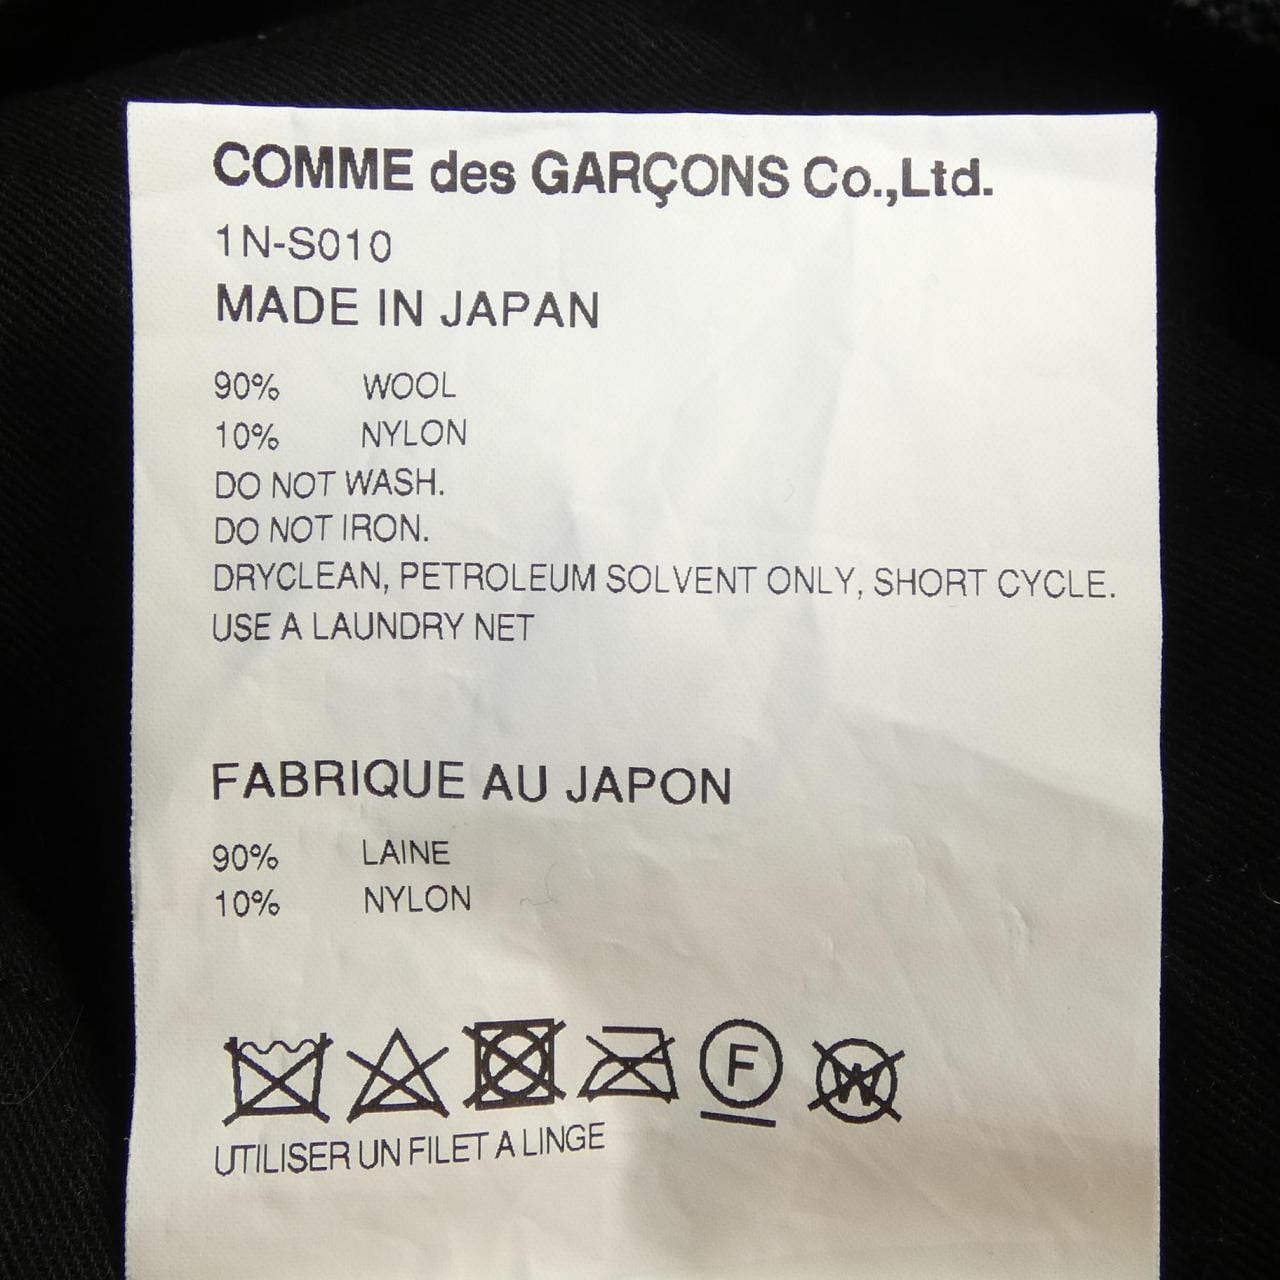 COMME des GARÇONS Co.,Ltd.
1N-S010
MADE IN JAPAN
90% WOOL
10% NYLON
DO NOT WASH.
DO NOT IRON.
DRYCLEAN, PETROLEUM SOLVENT ONLY, SHORT CYCLE.
USE A LAUNDRY NET
FABRIQUE AU JAPON
90% LAINE
10% NYLON
F W
UTILISER UN FILET A LINGE